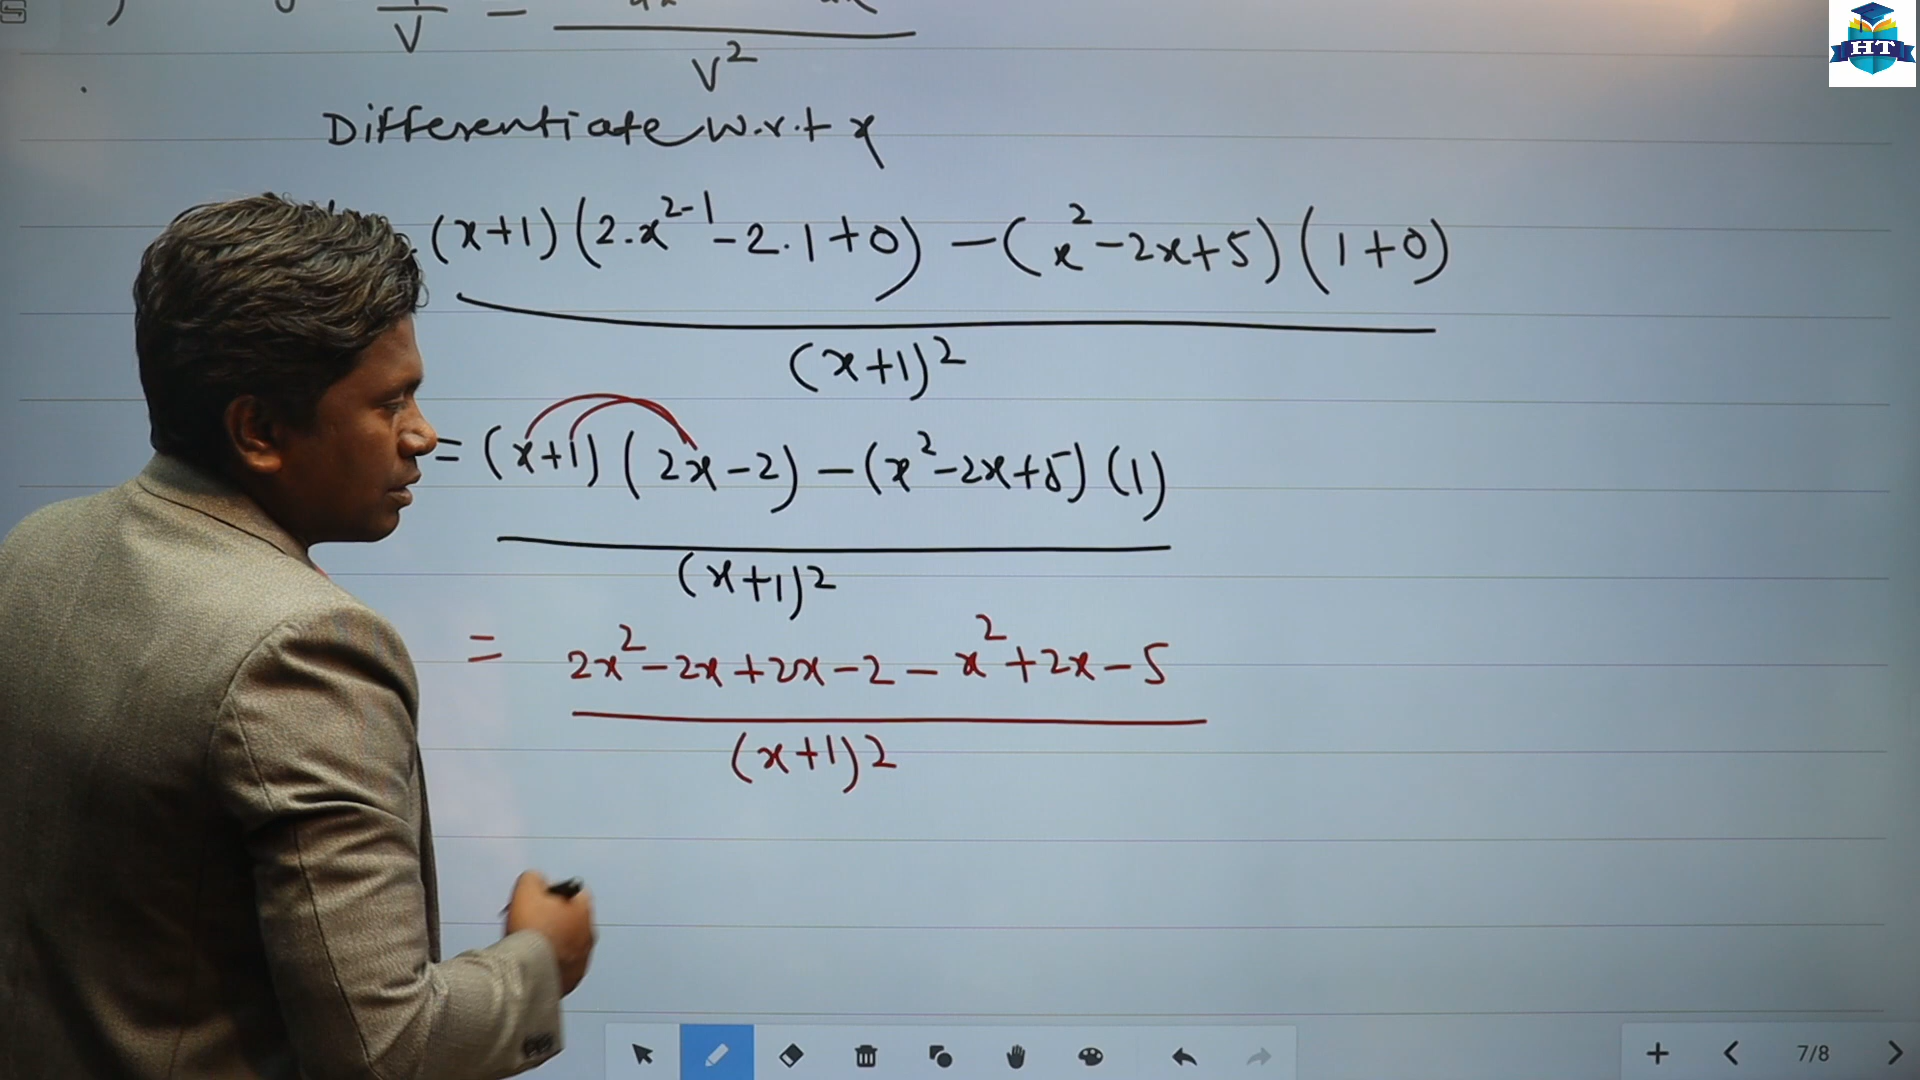 V
V²
HT
Differentiate w.r.t x
(x+1)(2.x²⁻¹-2.1+0) -(x²-2x+5)(1+0)
(x+1)²
= (x+1)(2x-2)-(x²-2x+5)(1)
(x+1)²
= 2x²-2x+2x-2-x²+2x-5
(x+1)2
7/8